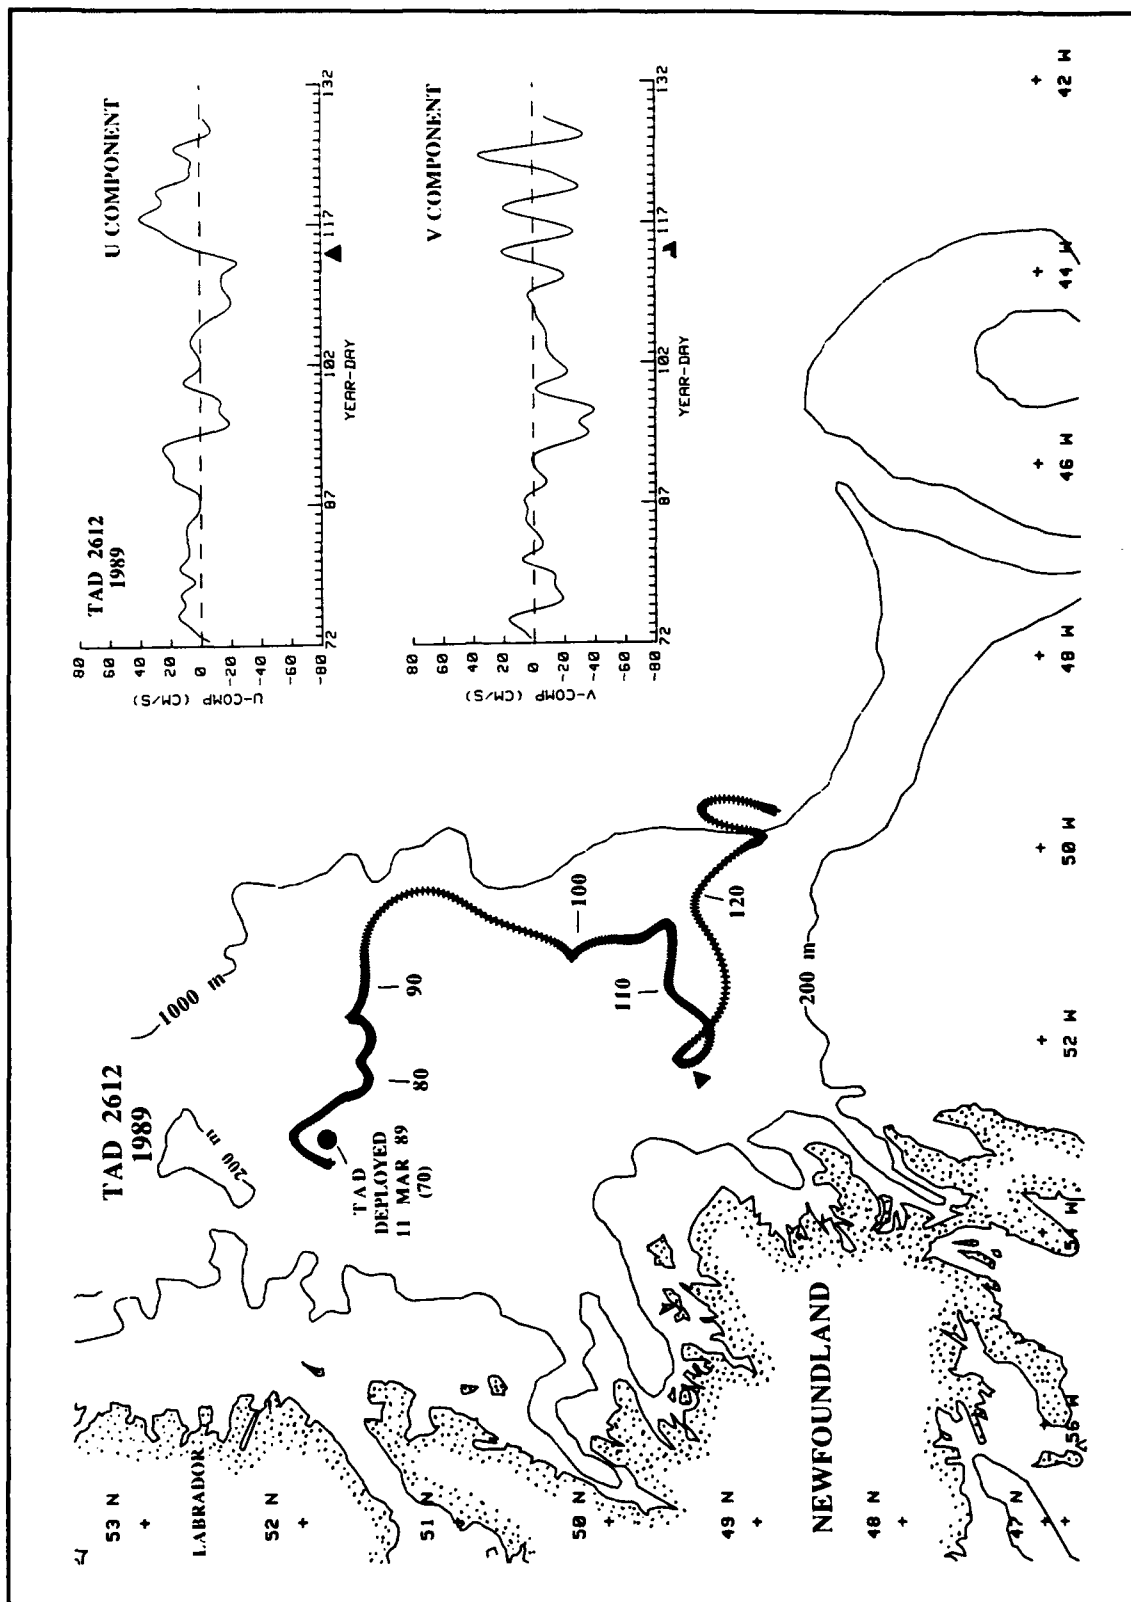 TAD 2612
1989
U COMPONENT
U-COMP (CM/S)
80
60
40
20
0
-20
-40
-60
-80
72
87
102
117
132
YEAR-DAY
V COMPONENT
V-COMP (CM/S)
80
60
40
20
0
-20
-40
-60
-80
72
87
102
117
132
YEAR-DAY
TAD 2612
1989
200 m
1000 m
TAD
DEPLOYED
11 MAR 89
(70)
80
90
100
110
120
200 m
LABRADOR
NEWFOUNDLAND
53 N
52 N
51 N
50 N
49 N
48 N
47 N
56 W
54 W
52 W
50 W
48 W
46 W
44 W
42 W